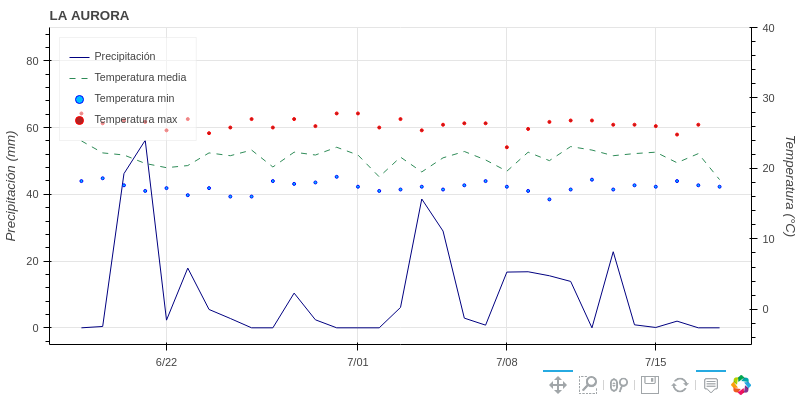 LA AURORA
Precipitación
Temperatura media
Temperatura min
Temperatura max
Precipitación (mm)
80
60
40
20
0
Temperatura (°C)
40
30
20
10
0
6/22
7/01
7/08
7/15